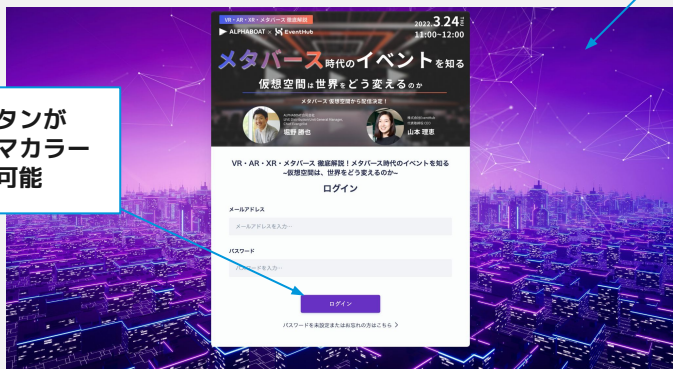 VR・AR・XR・メタバース 徹底解説
ALPHABOAT × EventHub
2022.3.24 THU
11:00~12:00
メタバース時代のイベントを知る
仮想空間は世界をどう変えるのか
メタバース 仮想空間から配信決定!
堀野 勝也
山本 理恵
タンが
マカラー
可能
VR・AR・XR・メタバース 徹底解説!メタバース時代のイベントを知る
~仮想空間は、世界をどう変えるのか~
ログイン
メールアドレス
メールアドレスを入力…
パスワード
パスワードを入力…
ログイン
パスワードを未設定またはお忘れの方はこちら 〉